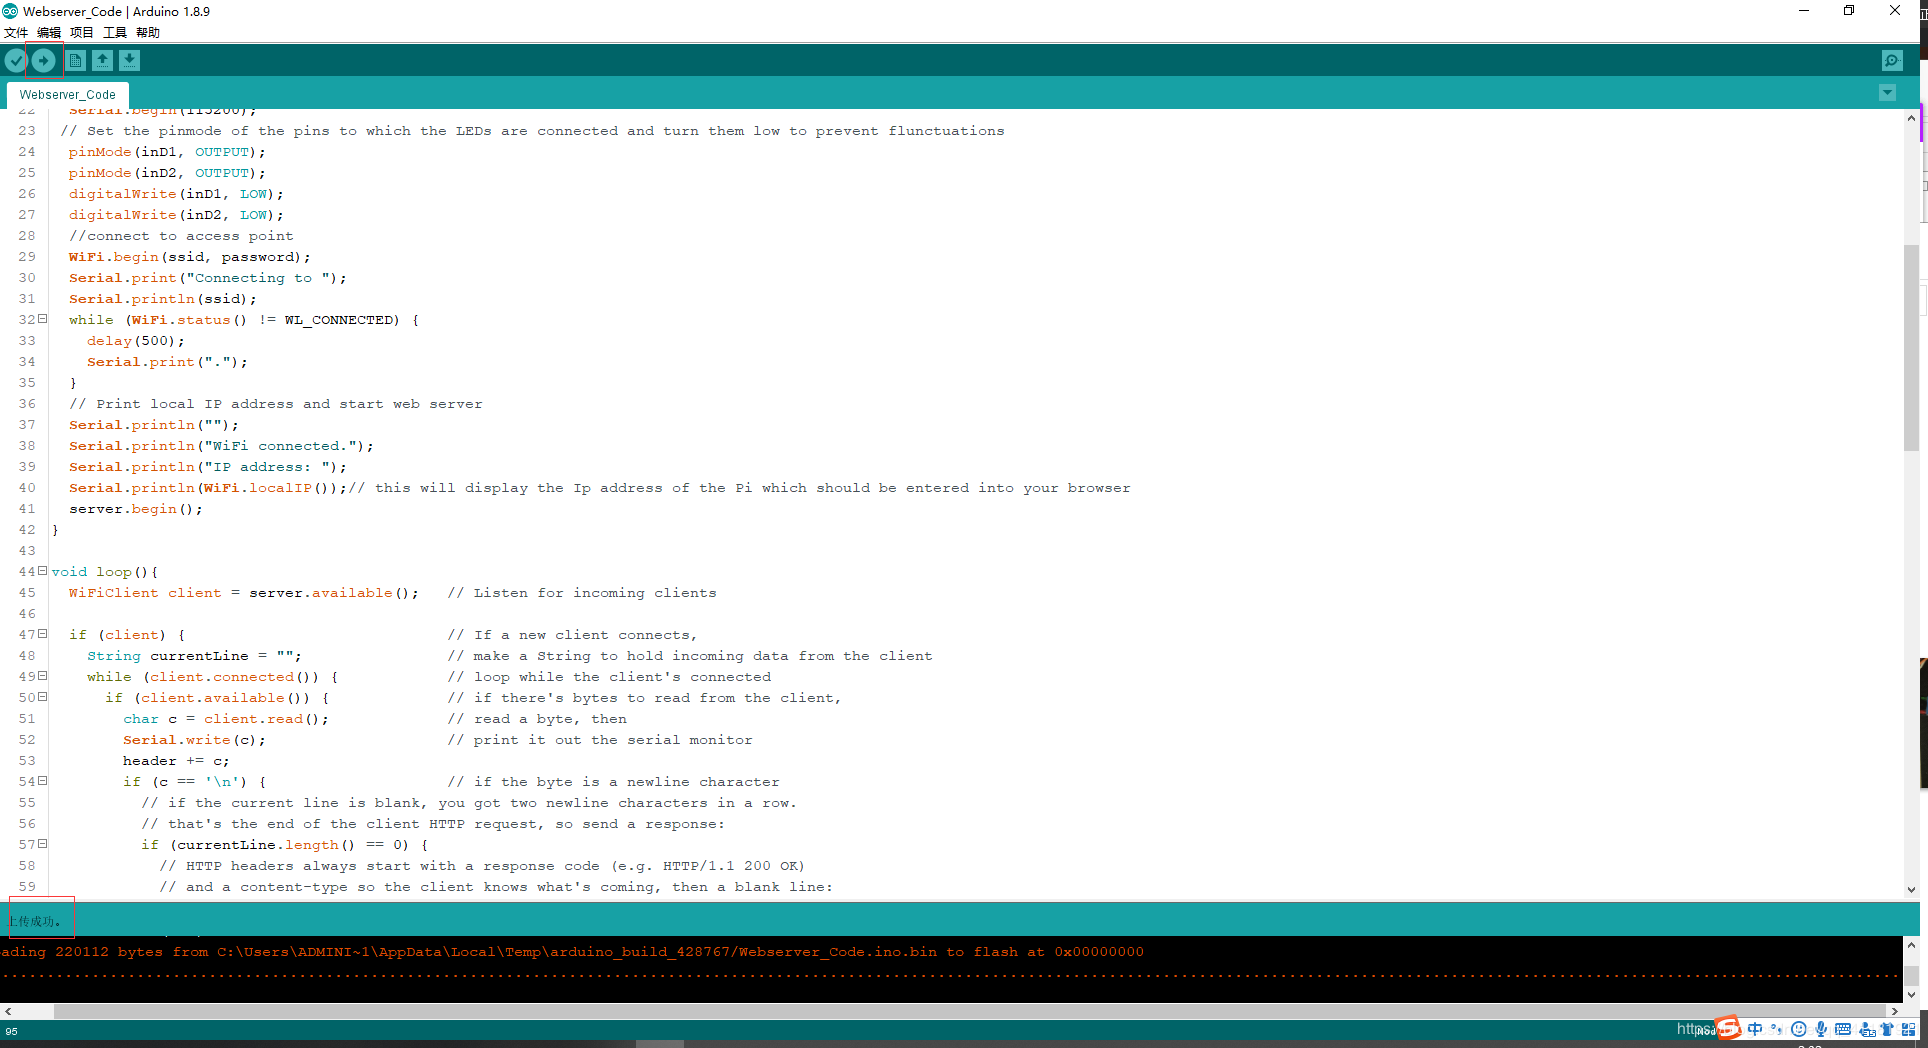 Webserver_Code | Arduino 1.8.9
文件 编辑 项目 工具 帮助
Webserver_Code
22 Serial.begin(115200);
23 // Set the pinmode of the pins to which the LEDs are connected and turn them low to prevent flunctuations
24 pinMode(inD1, OUTPUT);
25 pinMode(inD2, OUTPUT);
26 digitalWrite(inD1, LOW);
27 digitalWrite(inD2, LOW);
28 //connect to access point
29 WiFi.begin(ssid, password);
30 Serial.print("Connecting to ");
31 Serial.println(ssid);
32 while (WiFi.status() != WL_CONNECTED) {
33 delay(500);
34 Serial.print(".");
35 }
36 // Print local IP address and start web server
37 Serial.println("");
38 Serial.println("WiFi connected.");
39 Serial.println("IP address: ");
40 Serial.println(WiFi.localIP());// this will display the Ip address of the Pi which should be entered into your browser
41 server.begin();
42 }
43
44 void loop(){
45 WiFiClient client = server.available(); // Listen for incoming clients
46
47 if (client) { // If a new client connects,
48 String currentLine = ""; // make a String to hold incoming data from the client
49 while (client.connected()) { // loop while the client's connected
50 if (client.available()) { // if there's bytes to read from the client,
51 char c = client.read(); // read a byte, then
52 Serial.write(c); // print it out the serial monitor
53 header += c;
54 if (c == '\n') { // if the byte is a newline character
55 // if the current line is blank, you got two newline characters in a row.
56 // that's the end of the client HTTP request, so send a response:
57 if (currentLine.length() == 0) {
58 // HTTP headers always start with a response code (e.g. HTTP/1.1 200 OK)
59 // and a content-type so the client knows what's coming, then a blank line:
上传成功。
ading 220112 bytes from C:\Users\ADMINI~1\AppData\Local\Temp\arduino_build_428767/Webserver_Code.ino.bin to flash at 0x00000000
95
https
中